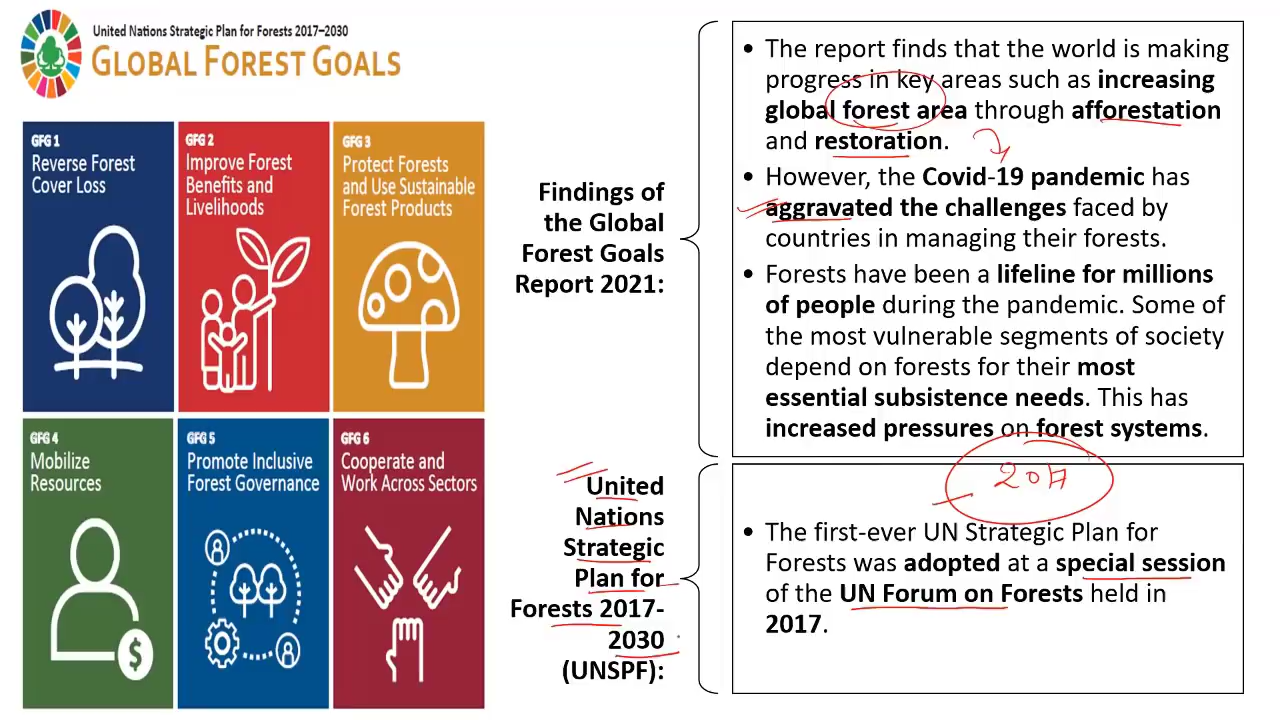 United Nations Strategic Plan for Forests 2017–2030
GLOBAL FOREST GOALS
GFG 1
Reverse Forest
Cover Loss
GFG 2
Improve Forest
Benefits and
Livelihoods
GFG 3
Protect Forests
and Use Sustainable
Forest Products
GFG 4
Mobilize
Resources
$
GFG 5
Promote Inclusive
Forest Governance
GFG 6
Cooperate and
Work Across Sectors
Findings of
the Global
Forest Goals
Report 2021:
• The report finds that the world is making
progress in key areas such as increasing
global forest area through afforestation
and restoration.
• However, the Covid-19 pandemic has
aggravated the challenges faced by
countries in managing their forests.
• Forests have been a lifeline for millions
of people during the pandemic. Some of
the most vulnerable segments of society
depend on forests for their most
essential subsistence needs. This has
increased pressures on forest systems.
United
Nations
Strategic
Plan for
Forests 2017-
2030
(UNSPF):
2017
• The first-ever UN Strategic Plan for
Forests was adopted at a special session
of the UN Forum on Forests held in
2017.